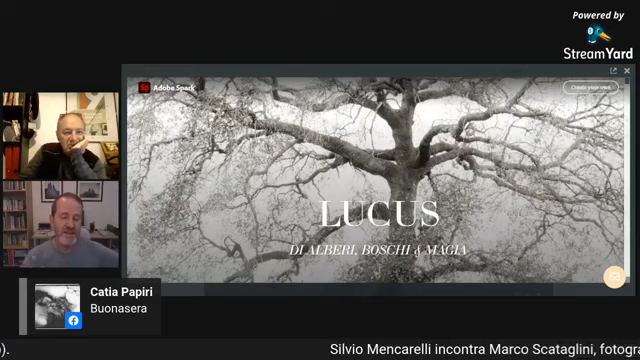 Powered by
StreamYard
Adobe Spark
Create your own
LUCUS
DI ALBERI, BOSCHI & MAGIA
Catia Papiri
Buonasera
).
Silvio Mencarelli incontra Marco Scataglini, fotogra